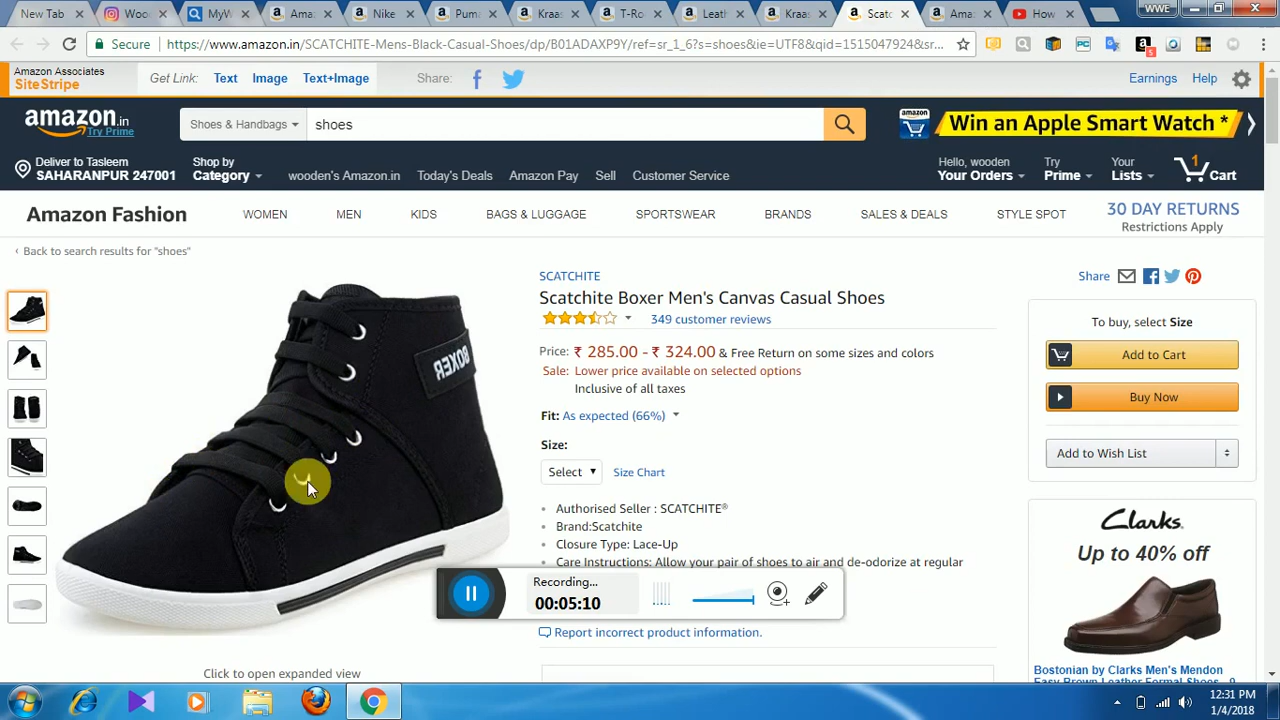 New Tab
Wood
MyW
Ama
Nike
Pum
Kraa
T-Ro
Leat
Kraa
Scatc
Ama
How
WWE
Secure
https://www.amazon.in/SCATCHITE-Mens-Black-Casual-Shoes/dp/B01ADAXP9Y/ref=sr_1_6?s=shoes&ie=UTF8&qid=1515047924&sr...
5
Amazon Associates
SiteStripe
Get Link: Text Image Text+Image Share:
Earnings Help
amazon.in
Try Prime
Shoes & Handbags
shoes
Win an Apple Smart Watch *
Deliver to Tasleem
SAHARANPUR 247001
Shop by
Category
wooden's Amazon.in Today's Deals Amazon Pay Sell Customer Service
Hello, wooden
Your Orders
Try
Prime
Your
Lists
1
Cart
Amazon Fashion WOMEN MEN KIDS BAGS & LUGGAGE SPORTSWEAR BRANDS SALES & DEALS STYLE SPOT
30 DAY RETURNS
Restrictions Apply
‹ Back to search results for "shoes"
BOXER
SCATCHITE
Scatchite Boxer Men's Canvas Casual Shoes
349 customer reviews
Price: ₹ 285.00 - ₹ 324.00 & Free Return on some sizes and colors
Sale: Lower price available on selected options
Inclusive of all taxes
Fit: As expected (66%)
Size:
Select
Size Chart
• Authorised Seller : SCATCHITE®
• Brand:Scatchite
• Closure Type: Lace-Up
• Care Instructions: Allow your pair of shoes to air and de-odorize at regular
Recording...
00:05:10
Report incorrect product information.
Click to open expanded view
Share
To buy, select Size
Add to Cart
Buy Now
Add to Wish List
Clarks.
Up to 40% off
Bostonian by Clarks Men's Mendon
Easy Brown Leather Formal Shoes - 9
12:31 PM
1/4/2018